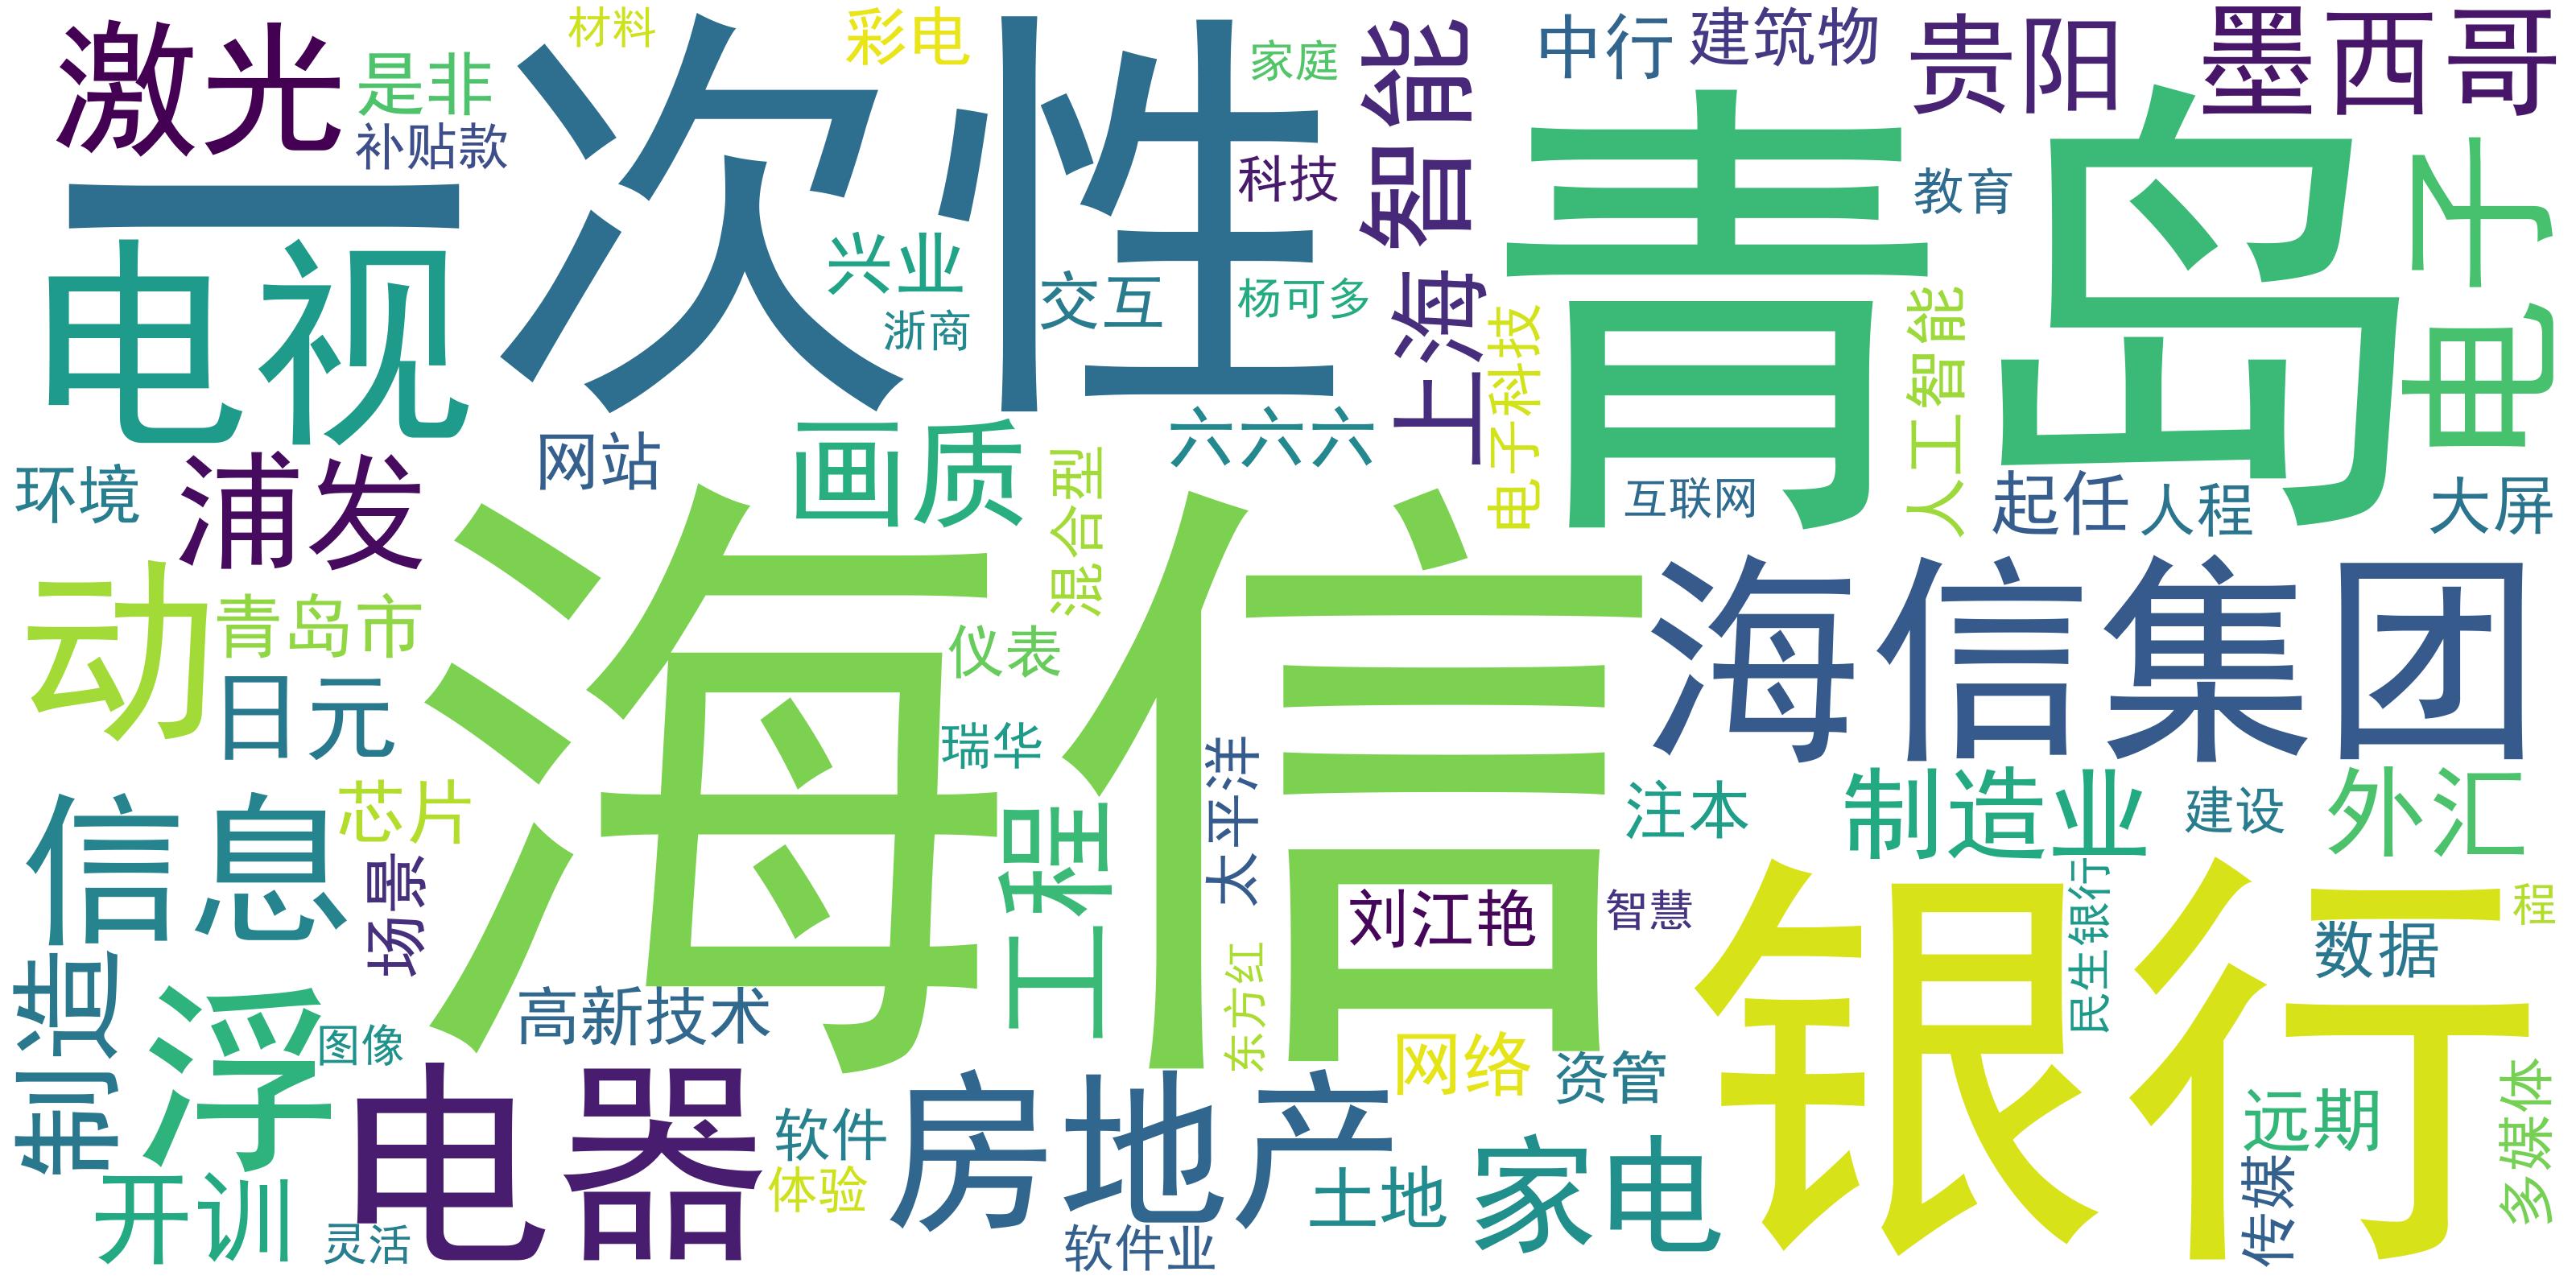 激光
是非
补贴款
一次性
材料
彩电
家庭
科技
智能
中行
建筑物
贵阳
墨西哥
青岛
教育
电子
电视
兴业
浙商
交互
杨可多
上海
电子科技
人工智能
网站
画质
六六六
混合型
互联网
起任
人程
大屏
环境
浦发
海信
海信集团
动
青岛市
日元
仪表
瑞华
太平洋
注本
制造业
建设
外汇
信息
芯片
场景
工程
刘江艳
智慧
银行
民生银行
数据
程
制造
浮
图像
高新技术
东方红
网络
资管
远期
多媒体
传媒
开训
灵活
电器
软件
体验
房地产
软件业
土地
家电